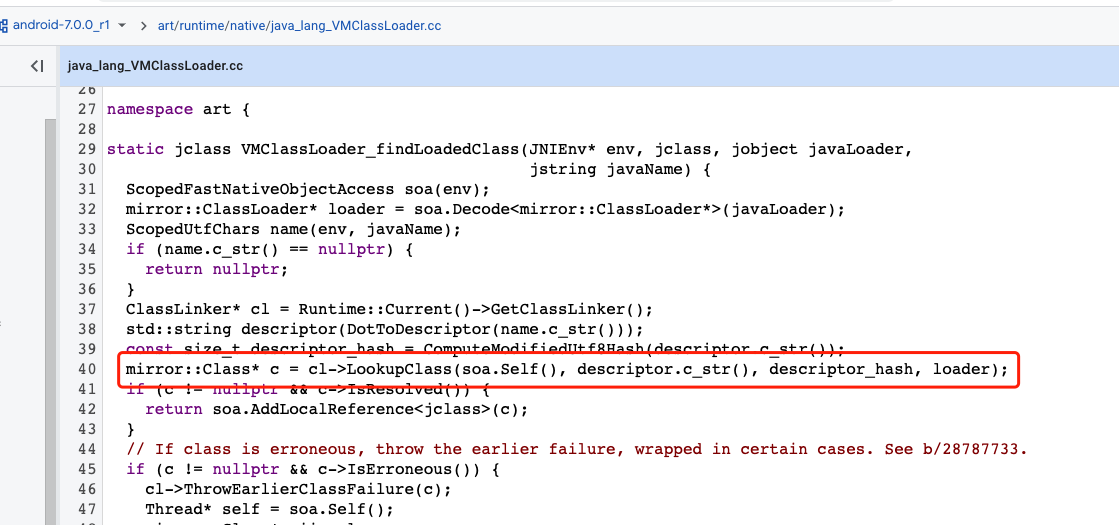 android-7.0.0_r1 art/runtime/native/java_lang_VMClassLoader.cc
java_lang_VMClassLoader.cc
26
27 namespace art {
28
29 static jclass VMClassLoader_findLoadedClass(JNIEnv* env, jclass, jobject javaLoader,
30 jstring javaName) {
31 ScopedFastNativeObjectAccess soa(env);
32 mirror::ClassLoader* loader = soa.Decode<mirror::ClassLoader*>(javaLoader);
33 ScopedUtfChars name(env, javaName);
34 if (name.c_str() == nullptr) {
35 return nullptr;
36 }
37 ClassLinker* cl = Runtime::Current()->GetClassLinker();
38 std::string descriptor(DotToDescriptor(name.c_str()));
39 const size_t descriptor_hash = ComputeModifiedUtf8Hash(descriptor.c_str());
40 mirror::Class* c = cl->LookupClass(soa.Self(), descriptor.c_str(), descriptor_hash, loader);
41 if (c != nullptr && c->IsResolved()) {
42 return soa.AddLocalReference<jclass>(c);
43 }
44 // If class is erroneous, throw the earlier failure, wrapped in certain cases. See b/28787733.
45 if (c != nullptr && c->IsErroneous()) {
46 cl->ThrowEarlierClassFailure(c);
47 Thread* self = soa.Self();